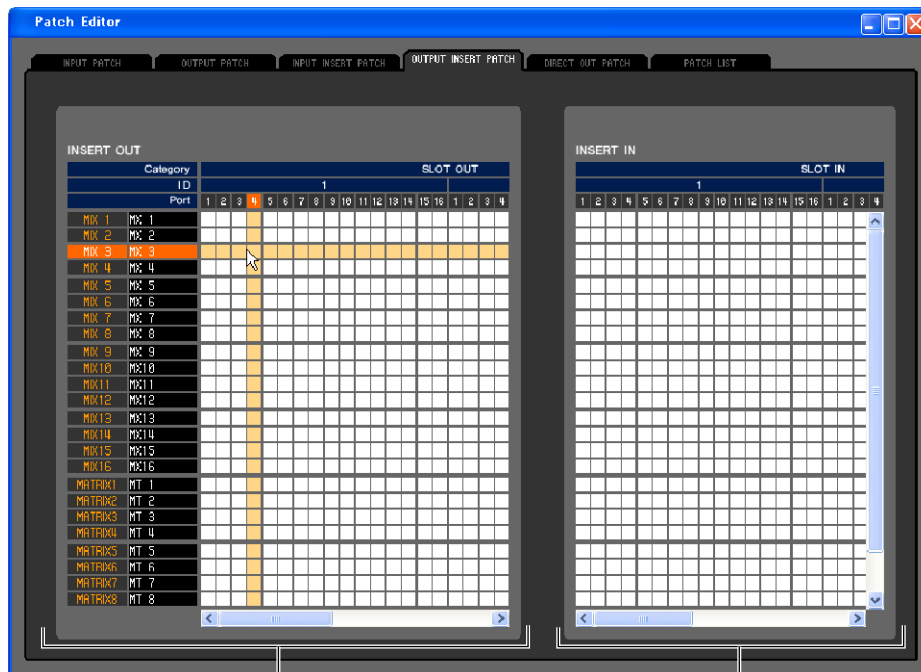 Patch Editor
INPUT PATCH OUTPUT PATCH INPUT INSERT PATCH OUTPUT INSERT PATCH DIRECT OUT PATCH PATCH LIST
INSERT OUT
Category SLOT OUT
ID 1
Port 1 2 3 4 5 6 7 8 9 10 11 12 13 14 15 16 1 2 3 4
MIX 1 MX 1
MIX 2 MX 2
MIX 3 MX 3
MIX 4 MX 4
MIX 5 MX 5
MIX 6 MX 6
MIX 7 MX 7
MIX 8 MX 8
MIX 9 MX 9
MIX10 MX10
MIX11 MX11
MIX12 MX12
MIX13 MX13
MIX14 MX14
MIX15 MX15
MIX16 MX16
MATRIX1 MT 1
MATRIX2 MT 2
MATRIX3 MT 3
MATRIX4 MT 4
MATRIX5 MT 5
MATRIX6 MT 6
MATRIX7 MT 7
MATRIX8 MT 8
INSERT IN
SLOT IN
1
1 2 3 4 5 6 7 8 9 10 11 12 13 14 15 16 1 2 3 4